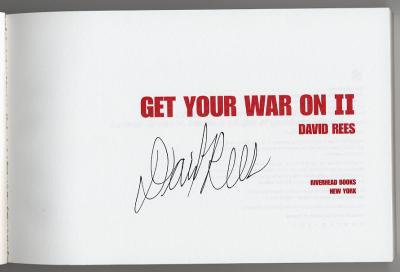 GET YOUR WAR ON II
DAVID REES
David Rees
RIVERHEAD BOOKS
NEW YORK